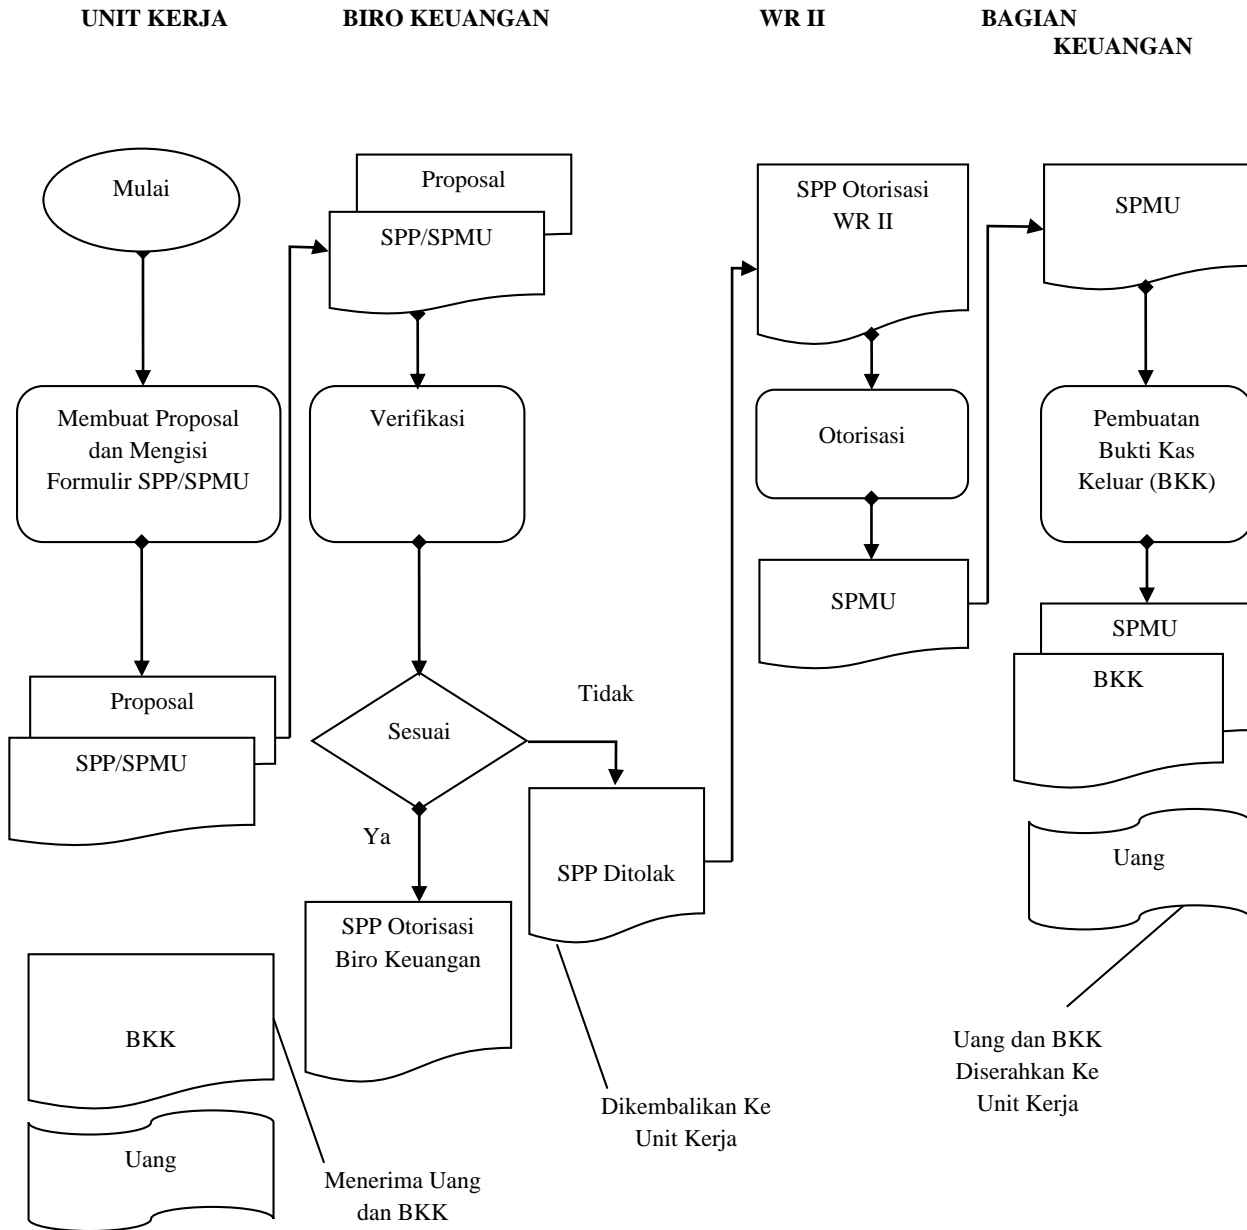 UNIT KERJA
BIRO KEUANGAN
WR II
BAGIAN
KEUANGAN
Mulai
Membuat Proposal
dan Mengisi
Formulir SPP/SPMU
Proposal
SPP/SPMU
BKK
Uang
Menerima Uang
dan BKK
Proposal
SPP/SPMU
Verifikasi
Sesuai
Tidak
Ya
SPP Ditolak
SPP Otorisasi
Biro Keuangan
Dikembalikan Ke
Unit Kerja
SPP Otorisasi
WR II
Otorisasi
SPMU
SPMU
Pembuatan
Bukti Kas
Keluar (BKK)
SPMU
BKK
Uang
Uang dan BKK
Diserahkan Ke
Unit Kerja